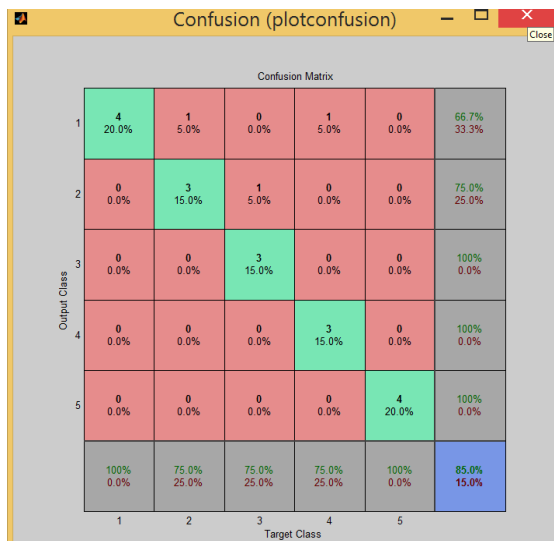 Confusion (plotconfusion)
Close
Confusion Matrix
1 4 1 0 1 0 66.7%
20.0% 5.0% 0.0% 5.0% 0.0% 33.3%
2 0 3 1 0 0 75.0%
0.0% 15.0% 5.0% 0.0% 0.0% 25.0%
3 0 0 3 0 0 100%
0.0% 0.0% 15.0% 0.0% 0.0% 0.0%
4 0 0 0 3 0 100%
0.0% 0.0% 0.0% 15.0% 0.0% 0.0%
5 0 0 0 0 4 100%
0.0% 0.0% 0.0% 0.0% 20.0% 0.0%
100% 75.0% 75.0% 75.0% 100% 85.0%
0.0% 25.0% 25.0% 25.0% 0.0% 15.0%
1 2 3 4 5
Target Class
Output Class